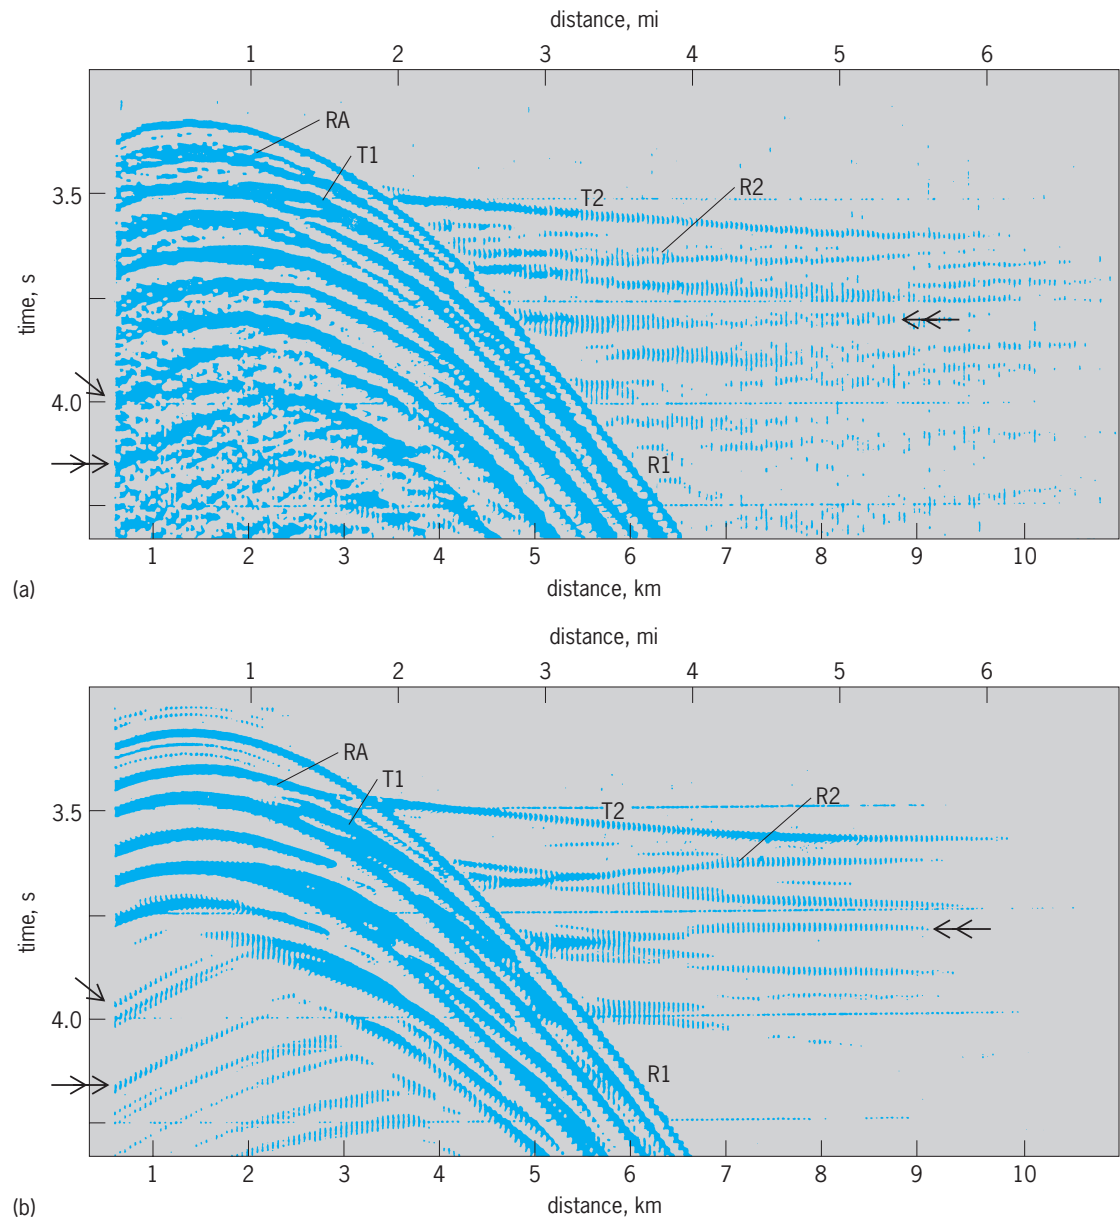 distance, mi
1 2 3 4 5 6
RA
T1
T2
R2
3.5
time, s
4.0
R1
1 2 3 4 5 6 7 8 9 10
(a)
distance, km
distance, mi
1 2 3 4 5 6
RA
T1
T2
R2
3.5
time, s
4.0
R1
1 2 3 4 5 6 7 8 9 10
(b)
distance, km